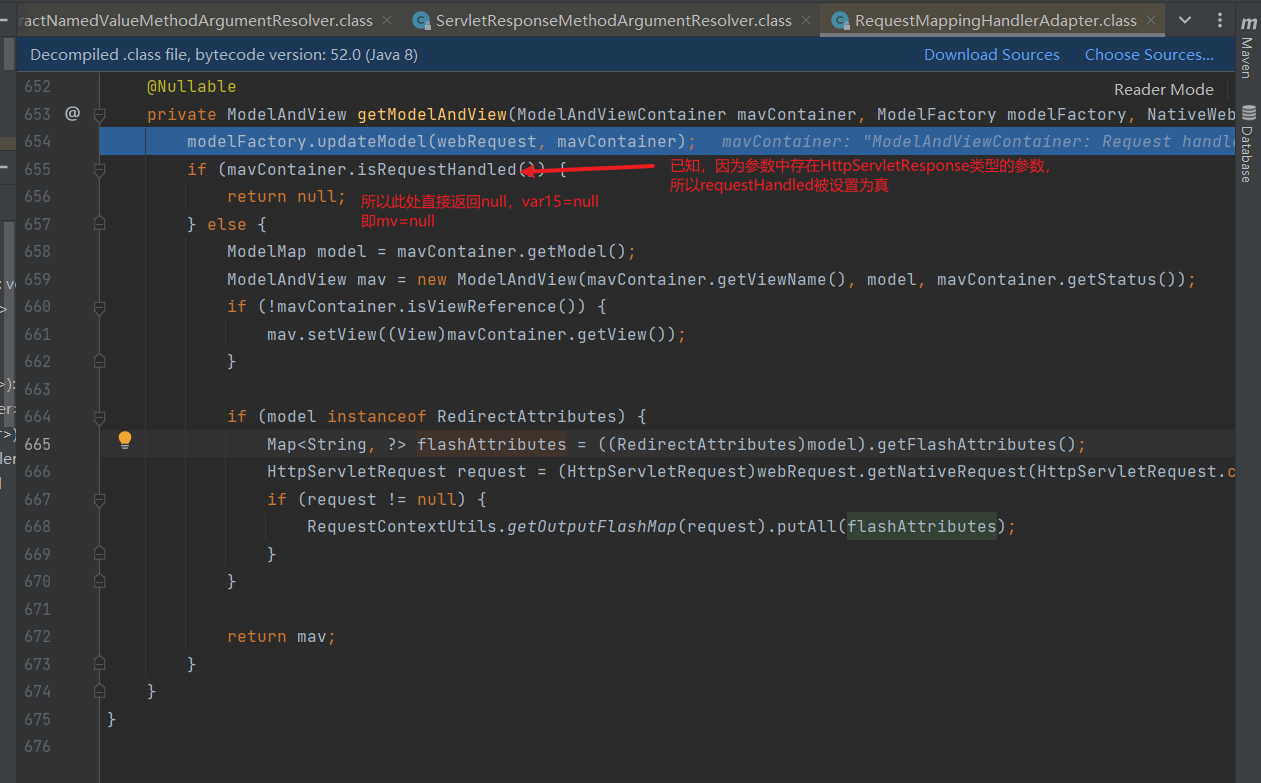 ractNamedValueMethodArgumentResolver.class ServletResponseMethodArgumentResolver.class RequestMappingHandlerAdapter.class
Decompiled .class file, bytecode version: 52.0 (Java 8) Download Sources Choose Sources...
Reader Mode
652 @Nullable
653 @ private ModelAndView getModelAndView(ModelAndViewContainer mavContainer, ModelFactory modelFactory, NativeWeb
654 modelFactory.updateModel(webRequest, mavContainer); mavContainer: "ModelAndViewContainer: Request handl
655 if (mavContainer.isRequestHandled()) {
已知，因为参数中存在HttpServletResponse类型的参数，
所以requestHandled被设置为真
656 return null;
所以此处直接返回null，var15=null
即mv=null
657 } else {
658 ModelMap model = mavContainer.getModel();
659 ModelAndView mav = new ModelAndView(mavContainer.getViewName(), model, mavContainer.getStatus());
660 if (!mavContainer.isViewReference()) {
661 mav.setView((View)mavContainer.getView());
662 }
663
664 if (model instanceof RedirectAttributes) {
665 Map<String, ?> flashAttributes = ((RedirectAttributes)model).getFlashAttributes();
666 HttpServletRequest request = (HttpServletRequest)webRequest.getNativeRequest(HttpServletRequest.c
667 if (request != null) {
668 RequestContextUtils.getOutputFlashMap(request).putAll(flashAttributes);
669 }
670 }
671
672 return mav;
673 }
674 }
675 }
676
m
Maven
Database